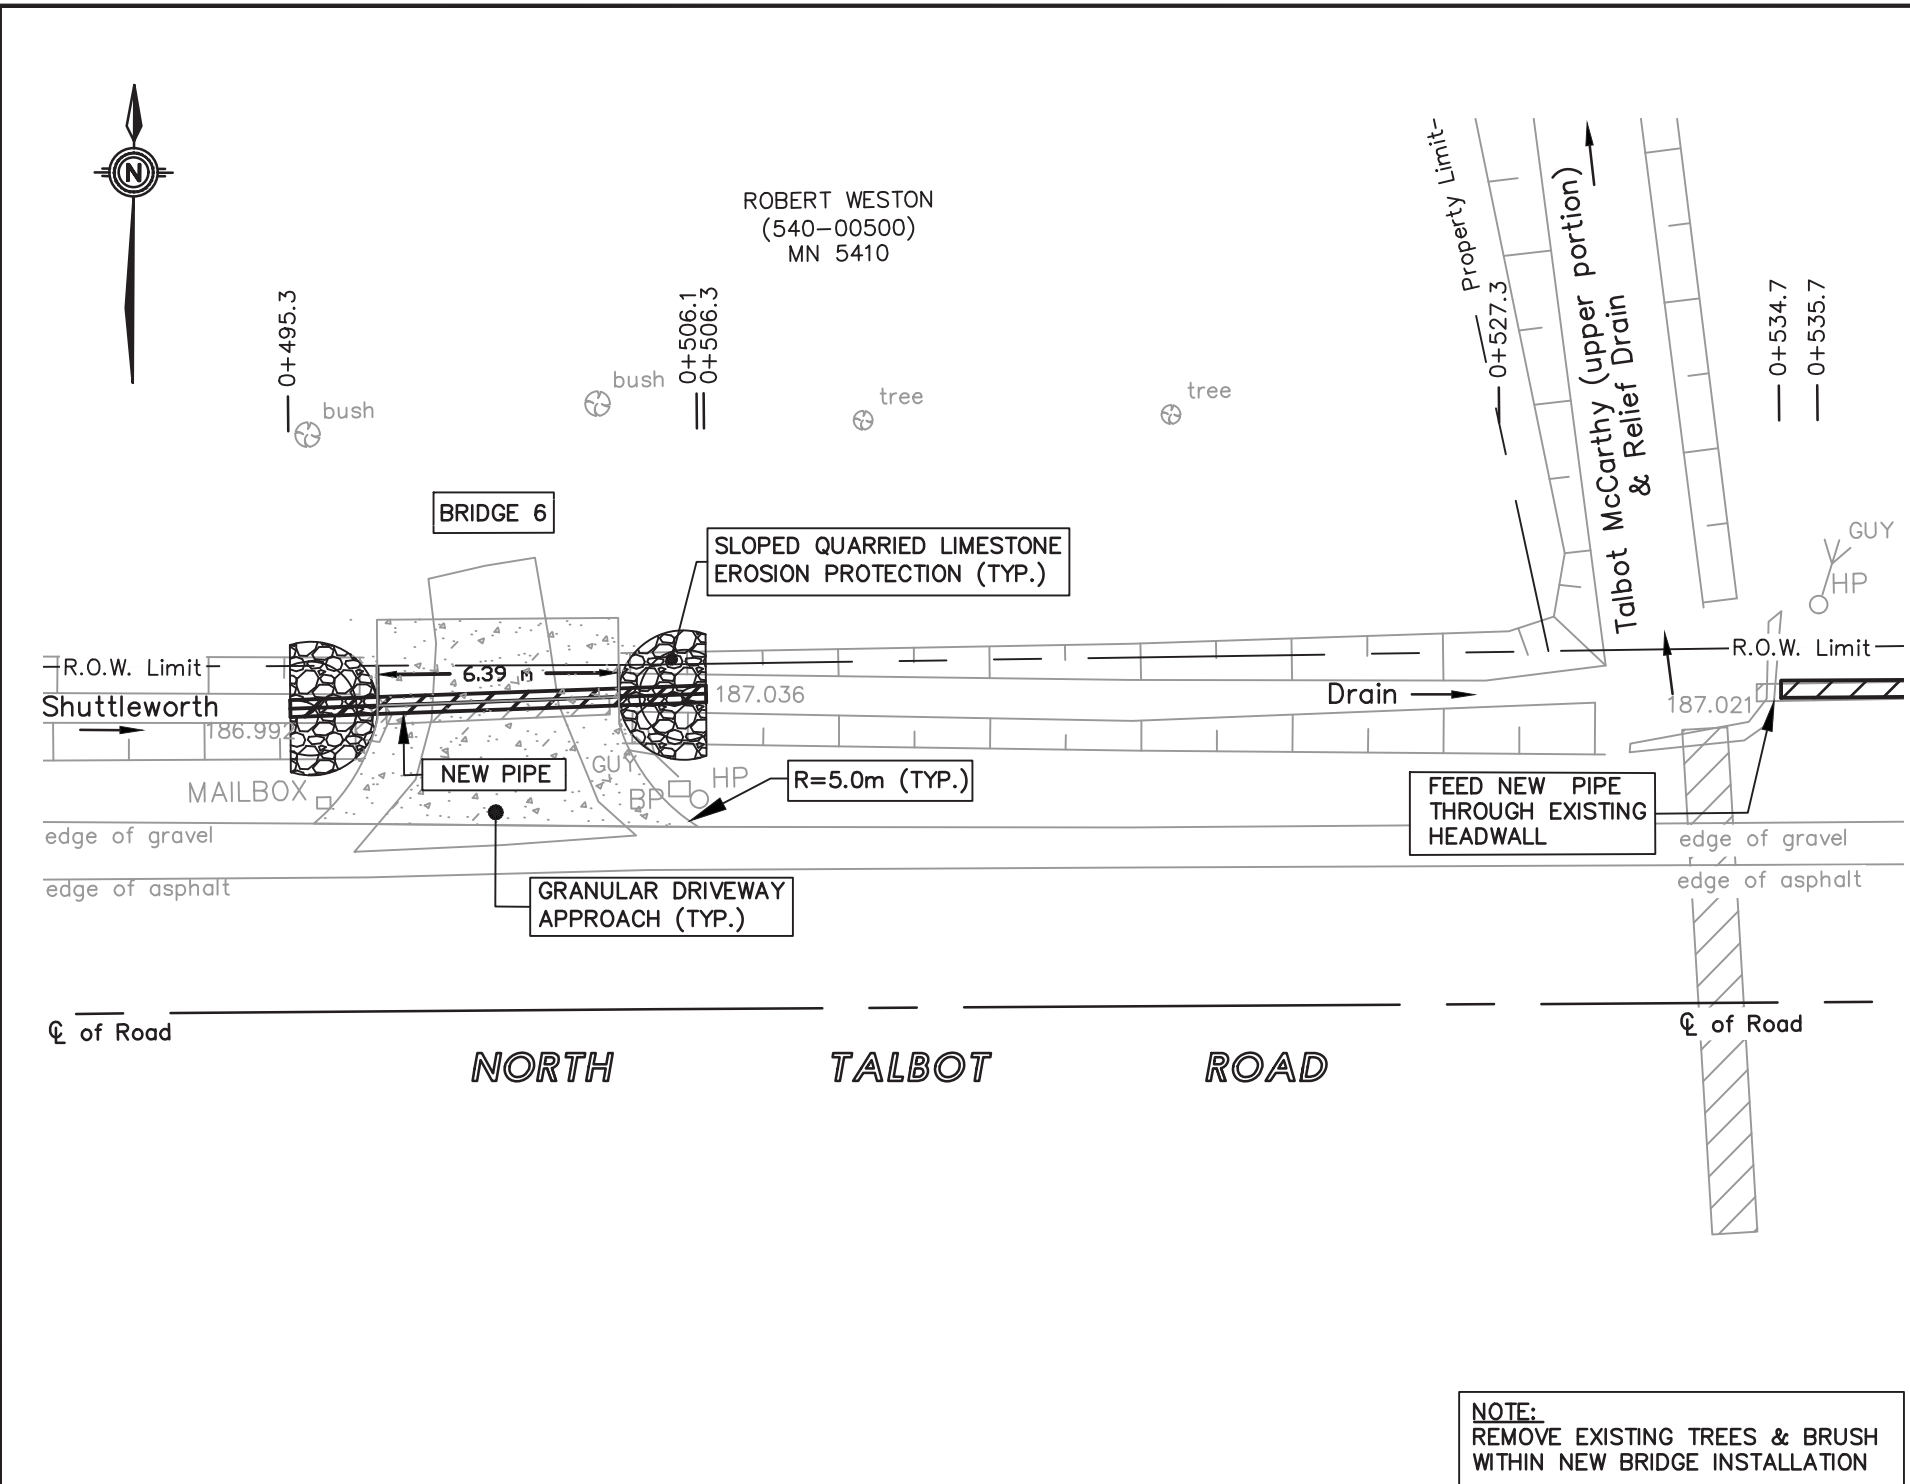 N
ROBERT WESTON
(540-00500)
MN 5410
0+495.3
0+506.1
0+506.3
0+527.3
0+534.7
0+535.7
Property Limit
Talbot McCarthy (upper portion)
& Relief Drain
bush
bush
tree
tree
BRIDGE 6
SLOPED QUARRIED LIMESTONE
EROSION PROTECTION (TYP.)
GUY
HP
R.O.W. Limit
6.39 m
R.O.W. Limit
Shuttleworth
187.036
Drain
187.021
186.992
MAILBOX
NEW PIPE
GUY
BP
HP
R=5.0m (TYP.)
FEED NEW PIPE
THROUGH EXISTING
HEADWALL
edge of gravel
edge of gravel
edge of asphalt
edge of asphalt
GRANULAR DRIVEWAY
APPROACH (TYP.)
℄ of Road
℄ of Road
NORTH TALBOT ROAD
NOTE:
REMOVE EXISTING TREES & BRUSH
WITHIN NEW BRIDGE INSTALLATION